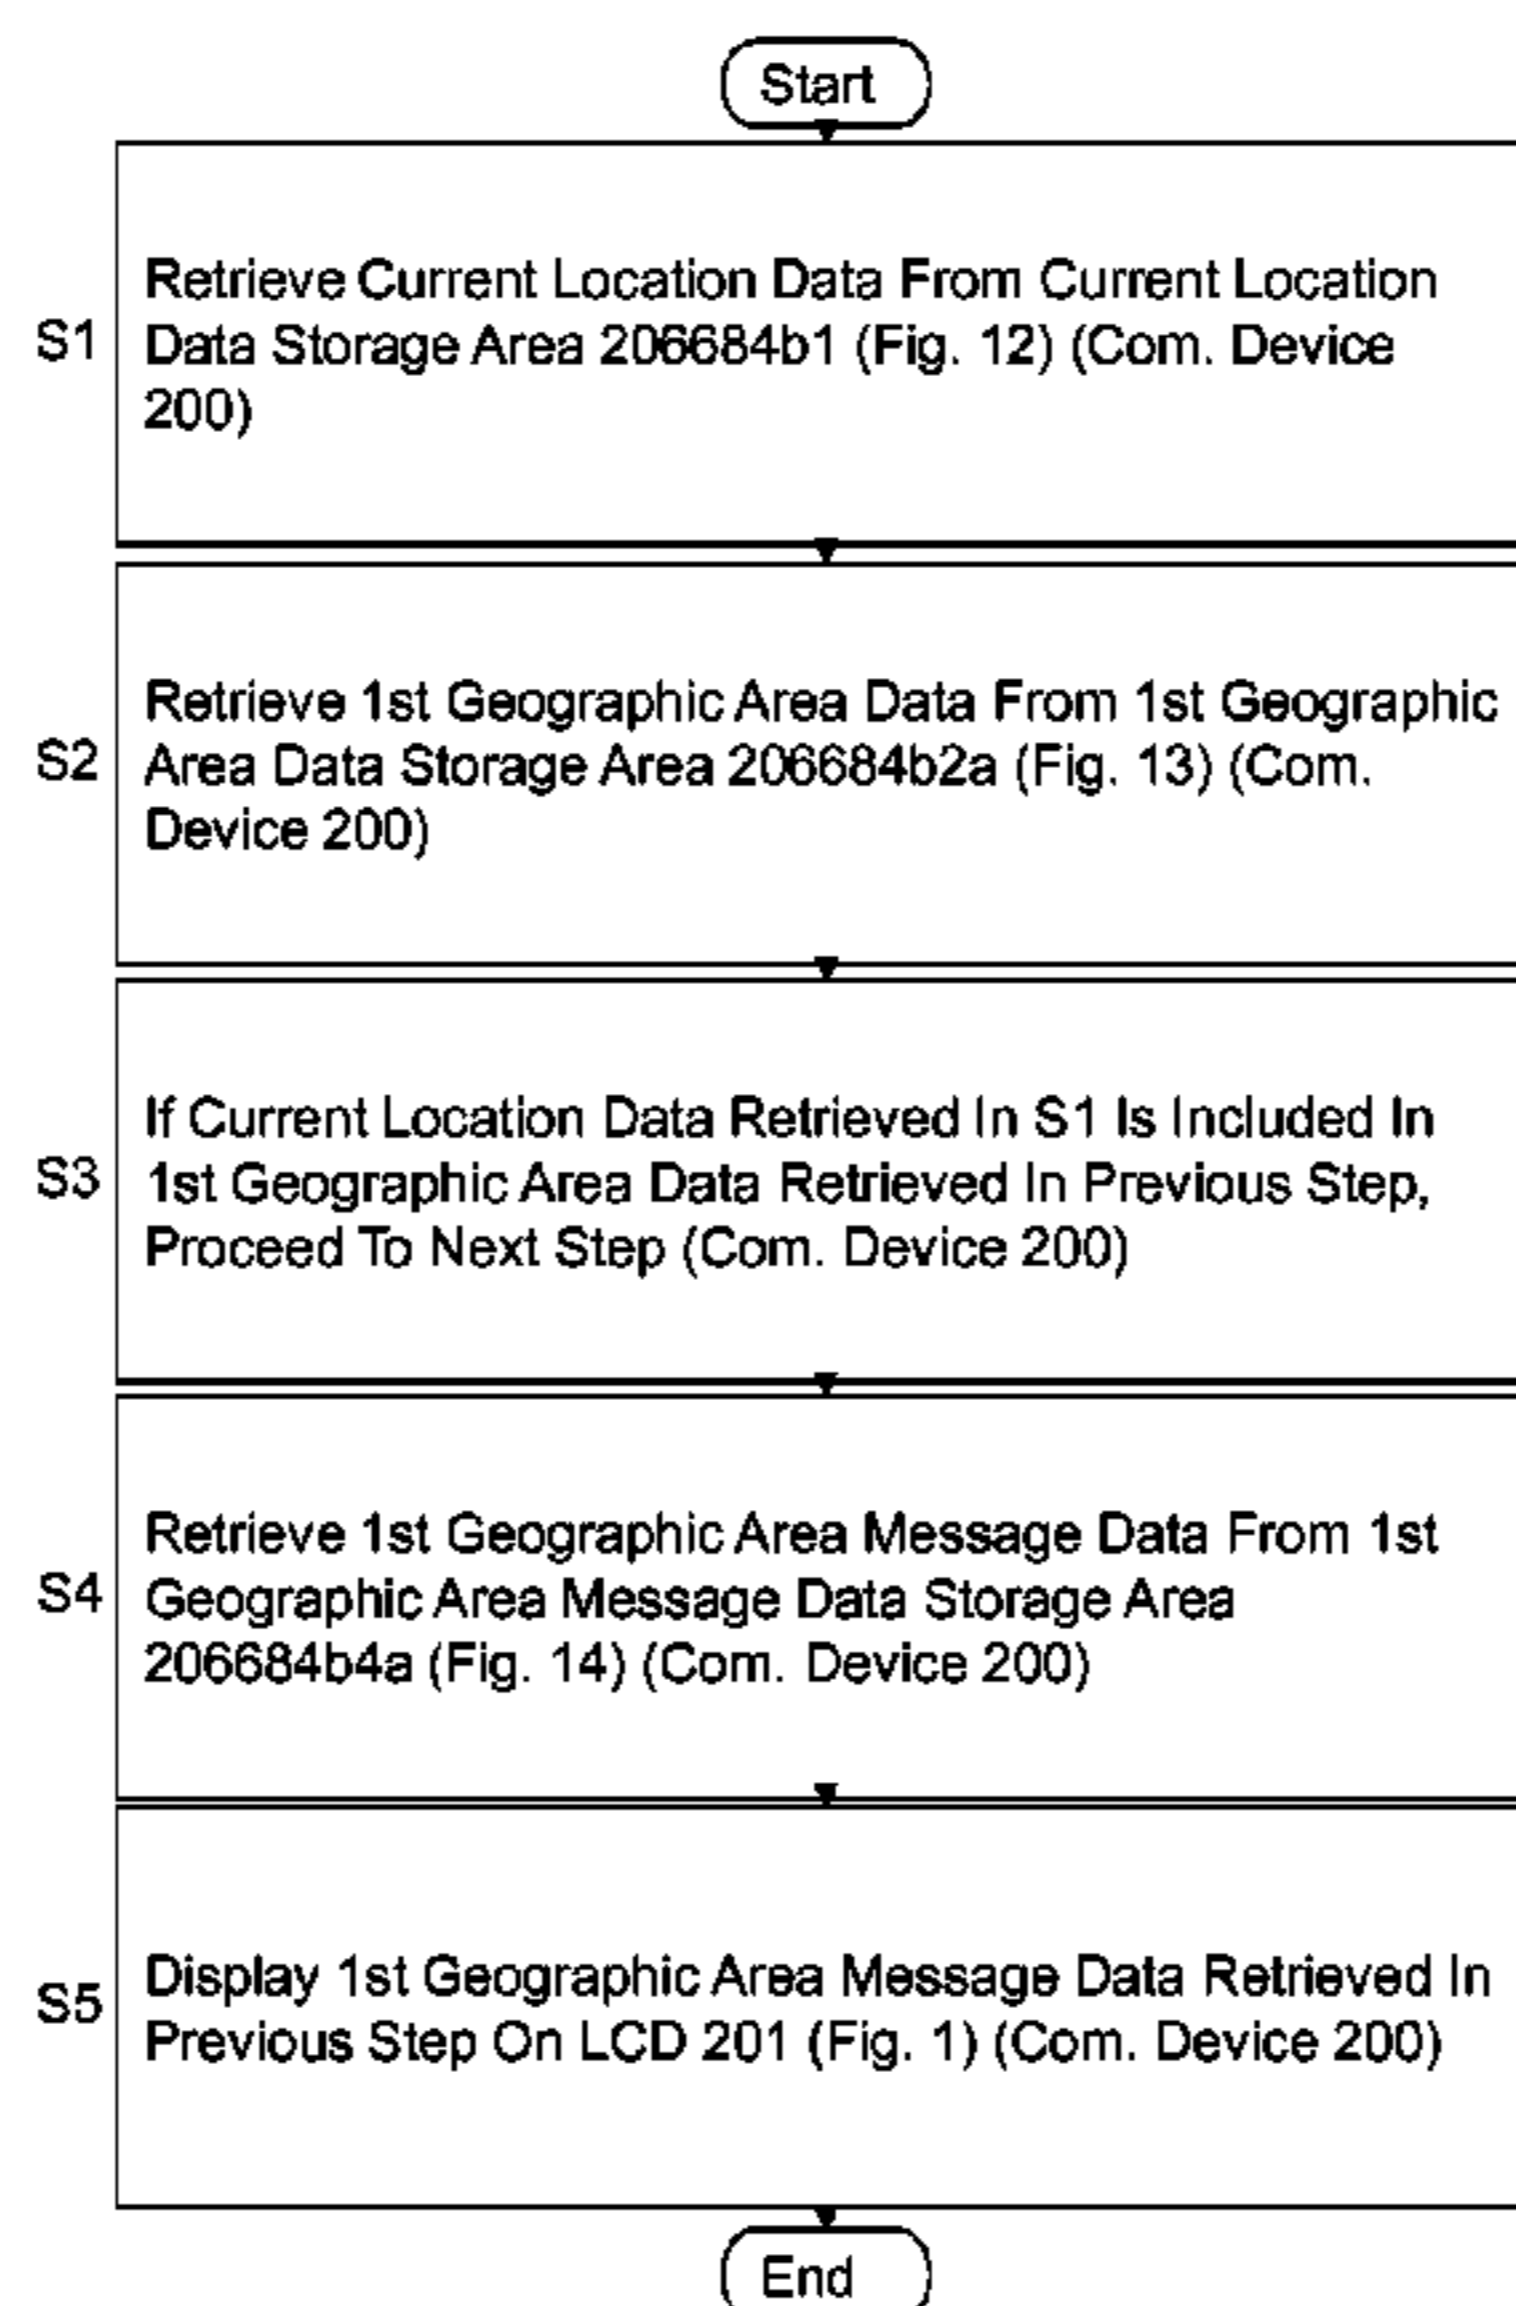 Start
S1
Retrieve Current Location Data From Current Location
Data Storage Area 206684b1 (Fig. 12) (Com. Device
200)
S2
Retrieve 1st Geographic Area Data From 1st Geographic
Area Data Storage Area 206684b2a (Fig. 13) (Com.
Device 200)
S3
If Current Location Data Retrieved In S1 Is Included In
1st Geographic Area Data Retrieved In Previous Step,
Proceed To Next Step (Com. Device 200)
S4
Retrieve 1st Geographic Area Message Data From 1st
Geographic Area Message Data Storage Area
206684b4a (Fig. 14) (Com. Device 200)
S5
Display 1st Geographic Area Message Data Retrieved In
Previous Step On LCD 201 (Fig. 1) (Com. Device 200)
End